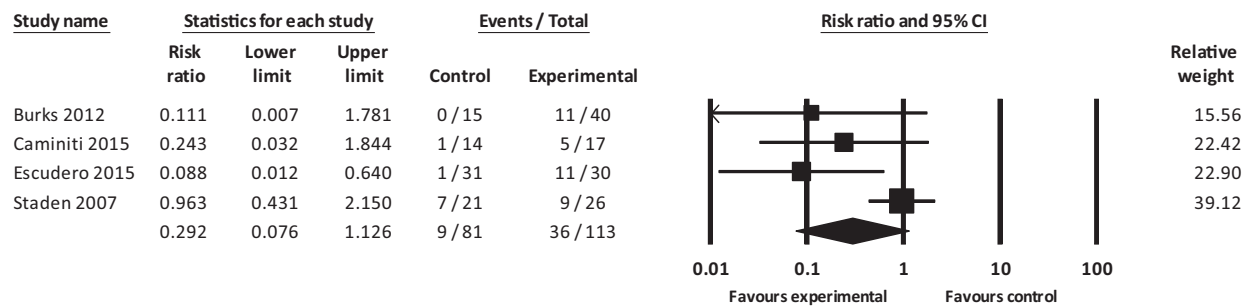 Study name Statistics for each study Events / Total Risk ratio and 95% CI
Risk ratio Lower limit Upper limit Control Experimental Relative weight
Burks 2012 0.111 0.007 1.781 0 / 15 11 / 40 15.56
Caminiti 2015 0.243 0.032 1.844 1 / 14 5 / 17 22.42
Escudero 2015 0.088 0.012 0.640 1 / 31 11 / 30 22.90
Staden 2007 0.963 0.431 2.150 7 / 21 9 / 26 39.12
0.292 0.076 1.126 9 / 81 36 / 113
0.01 0.1 1 10 100
Favours experimental Favours control